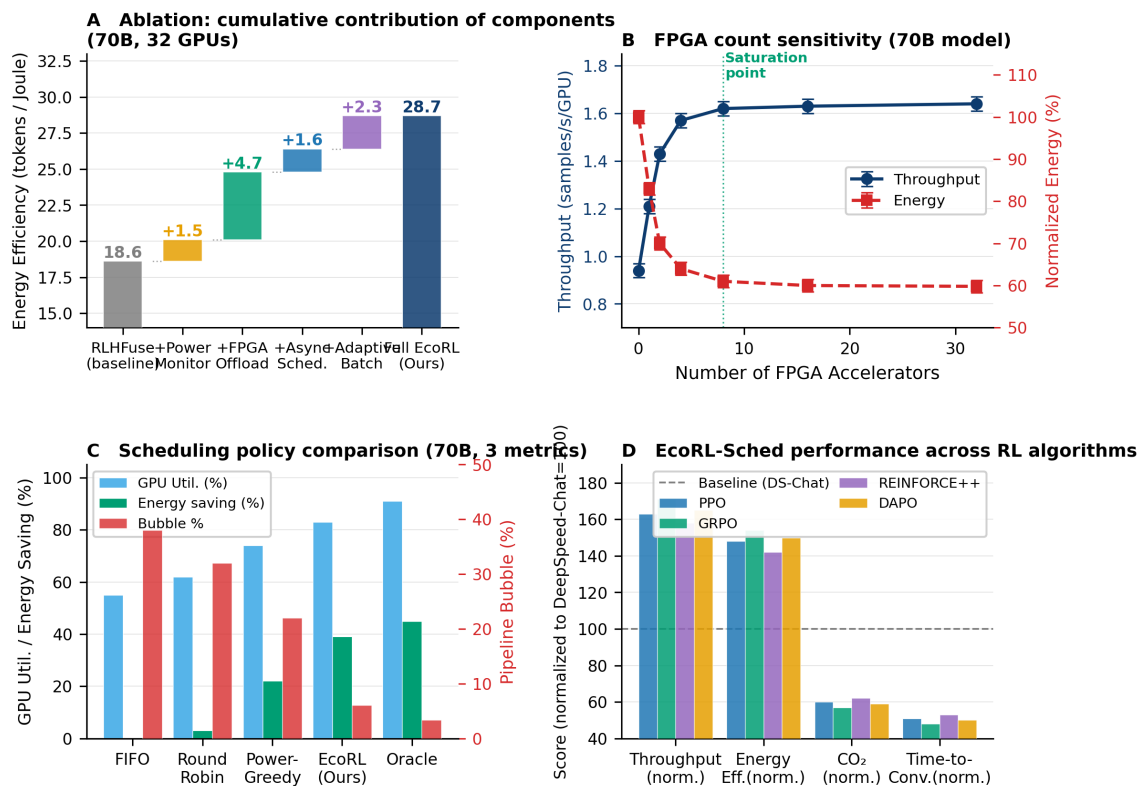 A Ablation: cumulative contribution of components
(70B, 32 GPUs)
Energy Efficiency (tokens / Joule)
32.5
30.0
27.5
25.0
22.5
20.0
17.5
15.0
18.6
+1.5
+4.7
+1.6
+2.3
28.7
RLHFuse
(baseline)
+Power
Monitor
+FPGA
Offload
+Async
Sched.
+Adaptive
Batch
Full EcoRL
(Ours)
B FPGA count sensitivity (70B model)
Saturation
point
Throughput (samples/s/GPU)
1.8
1.6
1.4
1.2
1.0
0.8
Throughput
Energy
110
100
90
80
70
60
50
Normalized Energy (%)
0 10 20 30
Number of FPGA Accelerators
C Scheduling policy comparison (70B, 3 metrics)
GPU Util. / Energy Saving (%)
100
80
60
40
20
0
GPU Util. (%)
Energy saving (%)
Bubble %
50
40
30
20
10
0
Pipeline Bubble (%)
FIFO
Round
Robin
Power-
Greedy
EcoRL
(Ours)
Oracle
D EcoRL-Sched performance across RL algorithms
Score (normalized to DeepSpeed-Chat=100)
180
160
140
120
100
80
60
40
Baseline (DS-Chat)
PPO
GRPO
REINFORCE++
DAPO
Throughput
(norm.)
Energy
Eff.(norm.)
CO₂
(norm.)
Time-to-
Conv.(norm.)